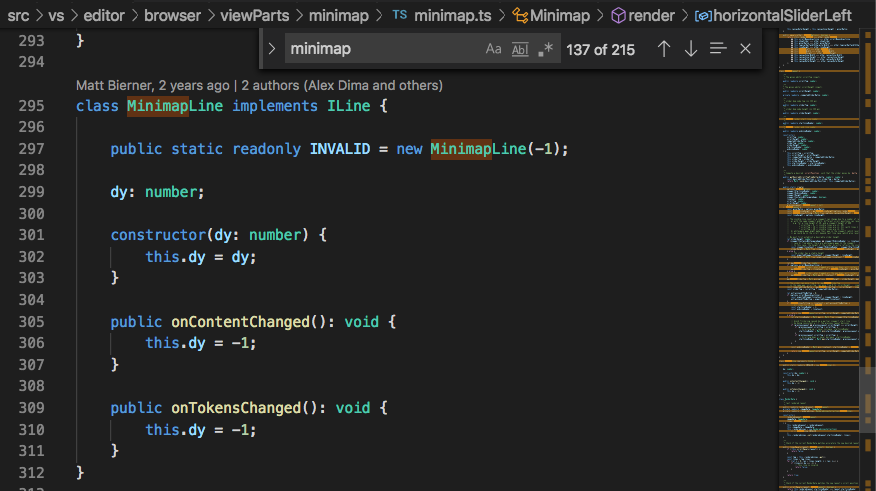 src > vs > editor > browser > viewParts > minimap > TS minimap.ts > Minimap > render > horizontalSliderLeft
minimap Aa Abl .* 137 of 215
293 }
294
Matt Bierner, 2 years ago | 2 authors (Alex Dima and others)
295 class MinimapLine implements ILine {
296
297 public static readonly INVALID = new MinimapLine(-1);
298
299 dy: number;
300
301 constructor(dy: number) {
302 this.dy = dy;
303 }
304
305 public onContentChanged(): void {
306 this.dy = -1;
307 }
308
309 public onTokensChanged(): void {
310 this.dy = -1;
311 }
312 }